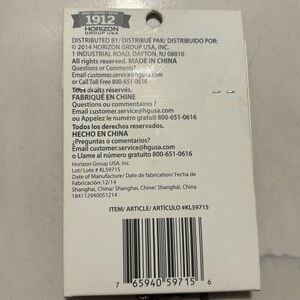 1912
HORIZON
GROUP USA
DISTRIBUTED BY/ DISTRIBUÉ PAR/ DISTRIBUIDO POR:
© 2014 HORIZON GROUP USA, INC.
1 INDUSTRIAL ROAD, DAYTON, NJ 08810
All rights reserved. MADE IN CHINA
Questions or Comments?
Email customer.service@hgusa.com
or Call Toll Free 800-651-0616
Tous droits réservés.
FABRIQUÉ EN CHINE
Questions ou commentaires ?
Email customer.service@hgusa.com
ou Appelez le numéro gratuit 800-651-0616
Todos los derechos reservados.
HECHO EN CHINA
¿Preguntas o comentarios?
Email customer.service@hgusa.com
o Llame al número gratuito 800-651-0616
Horizon Group USA, Inc.
Lot/ Lote # #KL59715
Date of Manufacture/ Date de fabrication/ Fecha de
Fabricación: 12/14
Shanghai, China/ Shanghai, Chine/ Shanghai, China
184112940051214
ITEM/ ARTICLE/ ARTÍCULO #KL59715
7 65940 59715 6